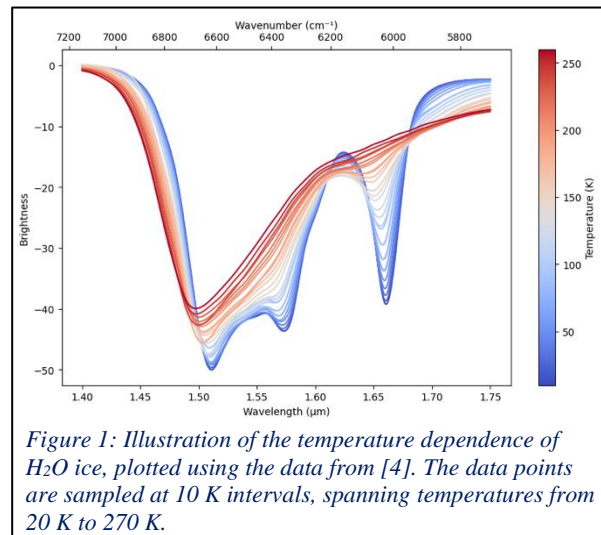 Wavenumber (cm⁻¹)
7200 7000 6800 6600 6400 6200 6000 5800
0
−10
−20
−30
−40
−50
Brightness
1.40 1.45 1.50 1.55 1.60 1.65 1.70 1.75
Wavelength (μm)
250
200
150
100
50
Temperature (K)
Figure 1: Illustration of the temperature dependence of
H₂O ice, plotted using the data from [4]. The data points
are sampled at 10 K intervals, spanning temperatures from
20 K to 270 K.